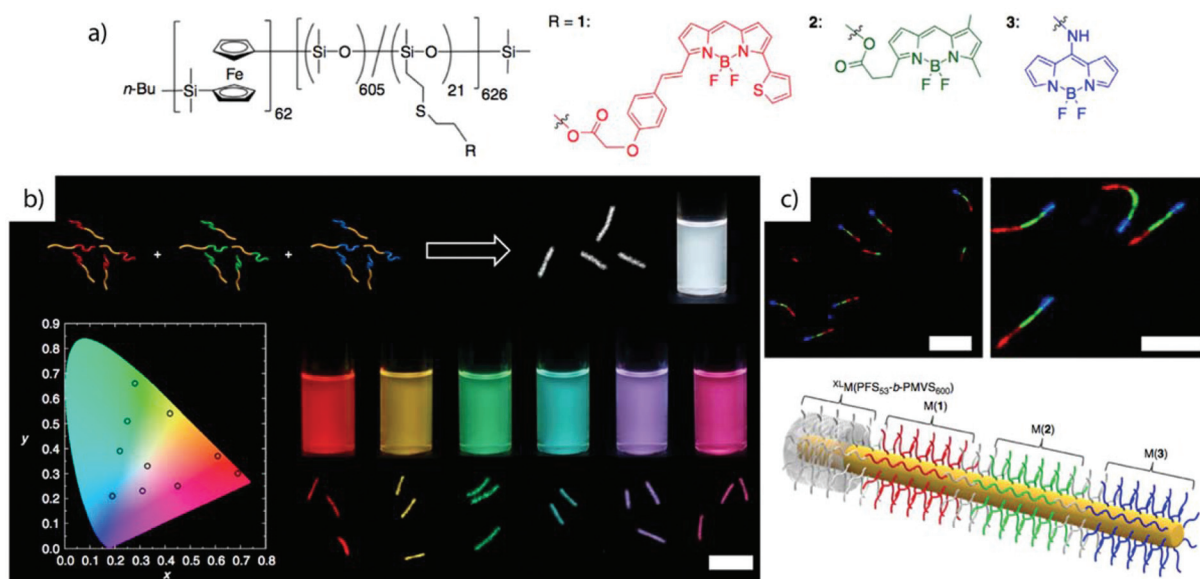 a)
n-Bu
Si
Fe
62
Si
O
605
Si
O
21
626
Si
S
R
R = 1:
N
N
B
F
F
S
O
O
O
2:
O
O
N
N
B
F
F
3:
NH
N
N
B
F
F
b)
+
+
0.9
0.8
0.7
0.6
0.5
0.4
0.3
0.2
0.1
0.0
y
0.0 0.1 0.2 0.3 0.4 0.5 0.6 0.7 0.8
x
c)
XLM(PFS53-b-PMVS600)
M(1)
M(2)
M(3)